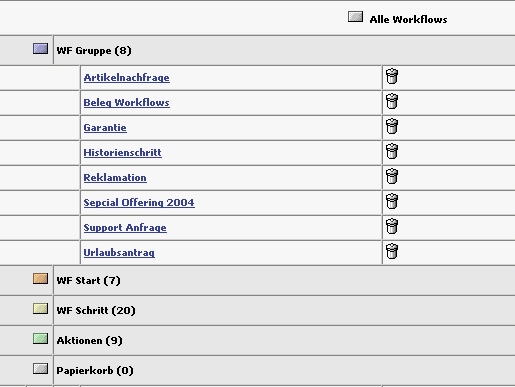 Alle Workflows
WF Gruppe (8)
Artikelnachfrage
Beleg Workflows
Garantie
Historienschritt
Reklamation
Sepcial Offering 2004
Support Anfrage
Urlaubsantrag
WF Start (7)
WF Schritt (20)
Aktionen (9)
Papierkorb (0)